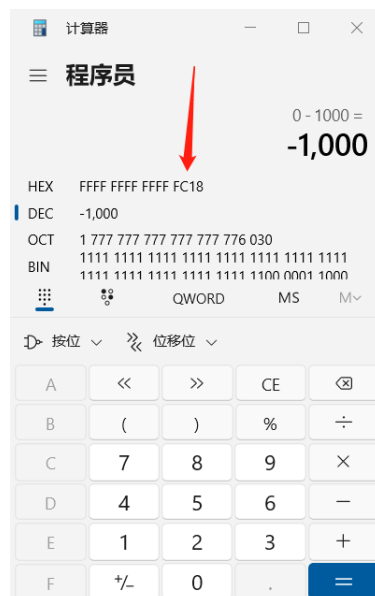 计算器
程序员
0 - 1000 =
-1,000
HEX FFFF FFFF FFFF FC18
DEC -1,000
OCT 1 777 777 777 777 777 776 030
BIN 1111 1111 1111 1111 1111 1111 1111 1111
1111 1111 1111 1111 1111 1100 0001 1000
QWORD MS M
按位 位移位
A << >> CE
B ( ) % ÷
C 7 8 9 ×
D 4 5 6 −
E 1 2 3 +
F +/− 0 . =